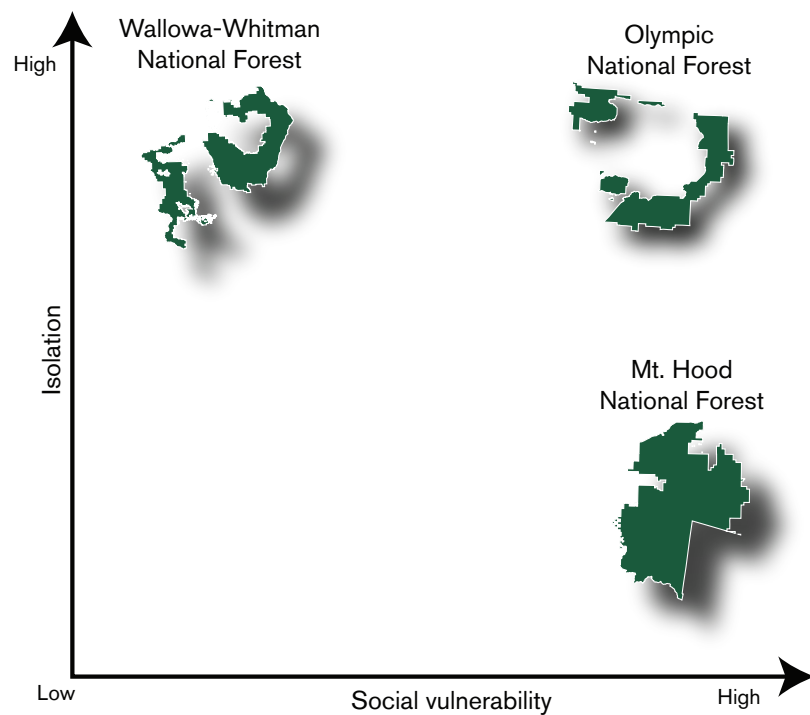 Wallowa-Whitman
National Forest
Olympic
National Forest
High
Isolation
Mt. Hood
National Forest
Low
Social vulnerability
High